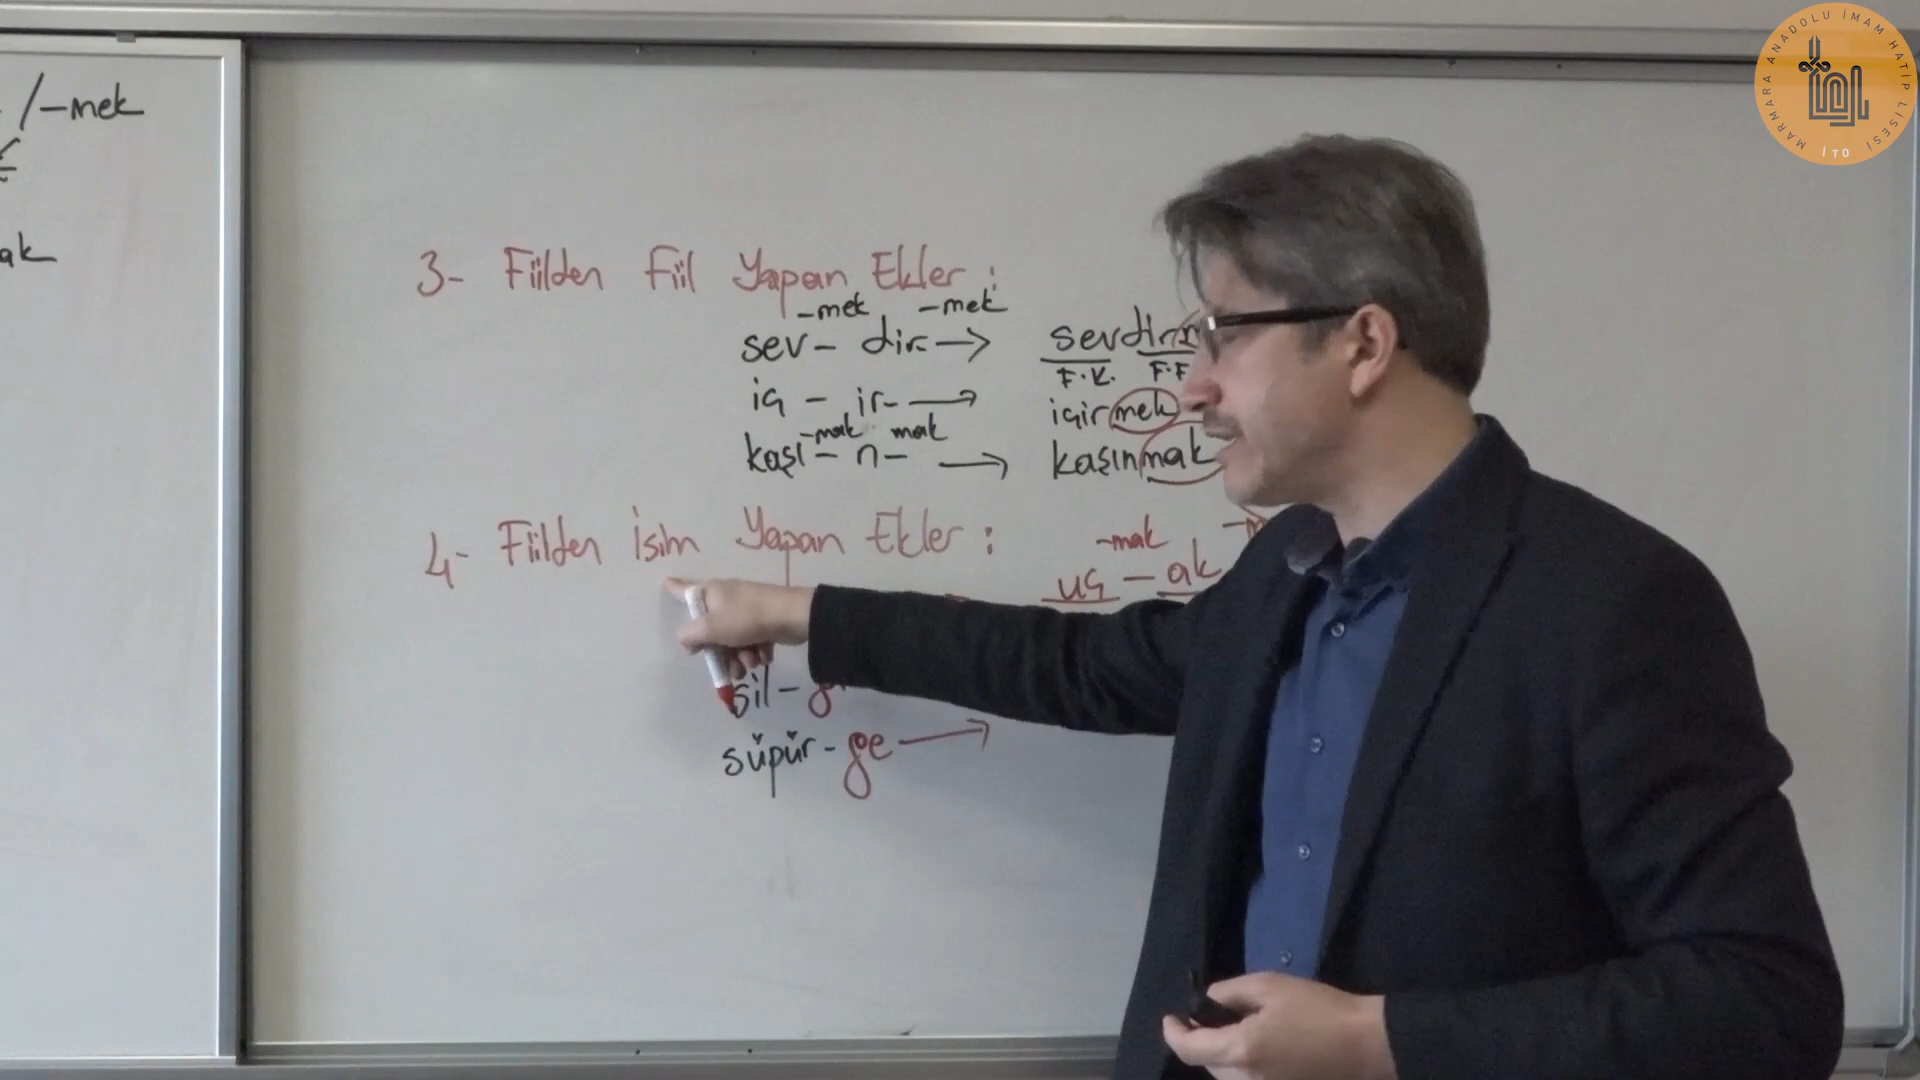 /-mek
ak
3- Fiilden Fiil Yapan Ekler :
-mek -mek
sev- dir- → sevdir
F.K. F.F
iç - ir- → içirmek
-mak mak
kaşı - n- → kaşınmak
4- Fiilden İsim Yapan Ekler :
-mak
uç - ak
sil -
süpür - ge →
MARMARA ANADOLU İMAM HATİP LİSESİ
İTO